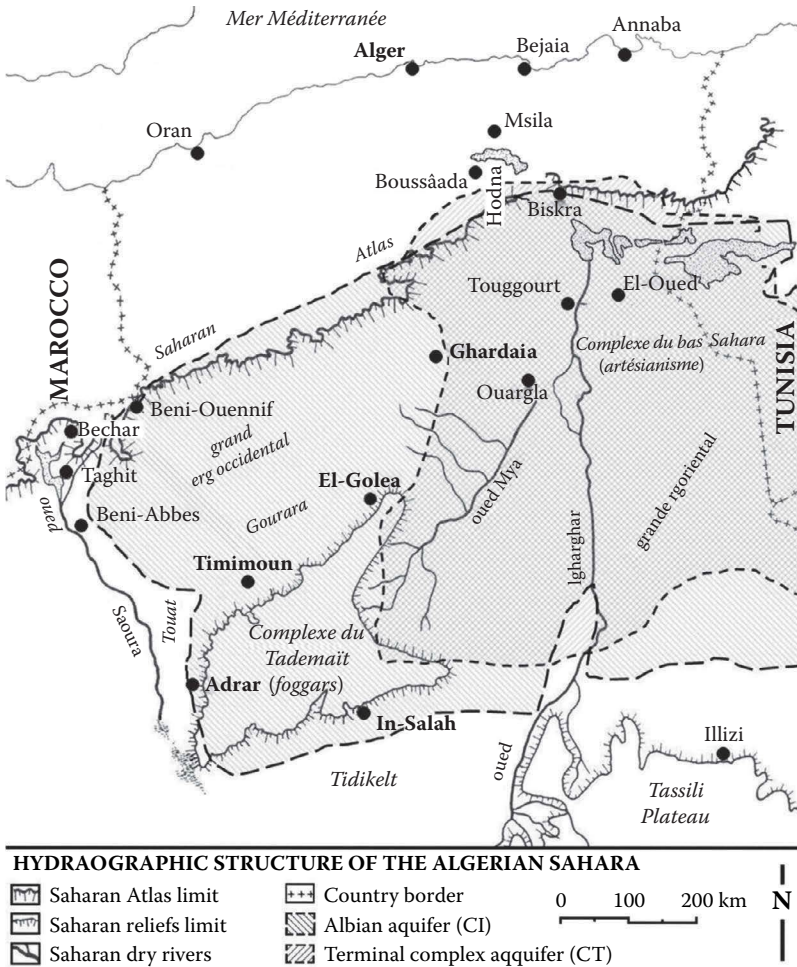 Mer Méditerranée
Annaba
Alger
Bejaia
Oran
Msila
Boussâada
Hodna
Biskra
Atlas
Saharan
MAROCCO
Touggourt
El-Oued
Complexe du bas Sahara
(artésianisme)
TUNISIA
Ghardaia
Ouargla
Beni-Ouennif
Bechar
grand
erg occidental
Taghit
oued
El-Golea
oued Mya
Beni-Abbes
Gourara
Igharghar
grande rgoriental
Timimoun
Saoura
Touat
Complexe du
Tademaït
(foggars)
Adrar
In-Salah
oued
Illizi
Tidikelt
Tassili
Plateau
HYDRAOGRAPHIC STRUCTURE OF THE ALGERIAN SAHARA
Saharan Atlas limit
Saharan reliefs limit
Saharan dry rivers
Country border
Albian aquifer (CI)
Terminal complex aqquifer (CT)
0 100 200 km
N